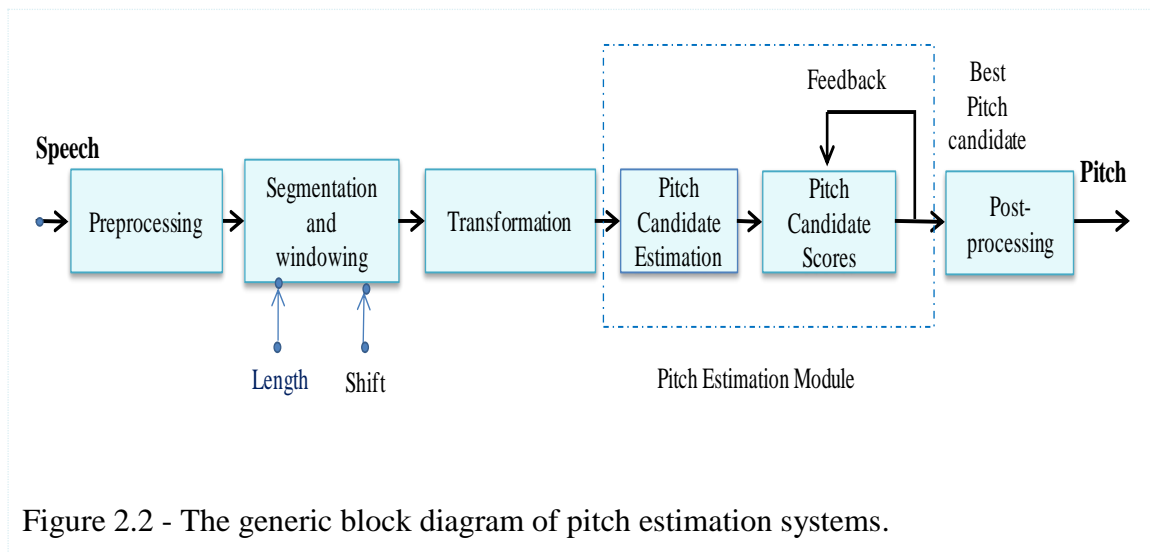 Speech
Preprocessing
Segmentation
and
windowing
Length
Shift
Transformation
Pitch
Candidate
Estimation
Feedback
Pitch
Candidate
Scores
Pitch Estimation Module
Best
Pitch
candidate
Post-
processing
Pitch
Figure 2.2 - The generic block diagram of pitch estimation systems.